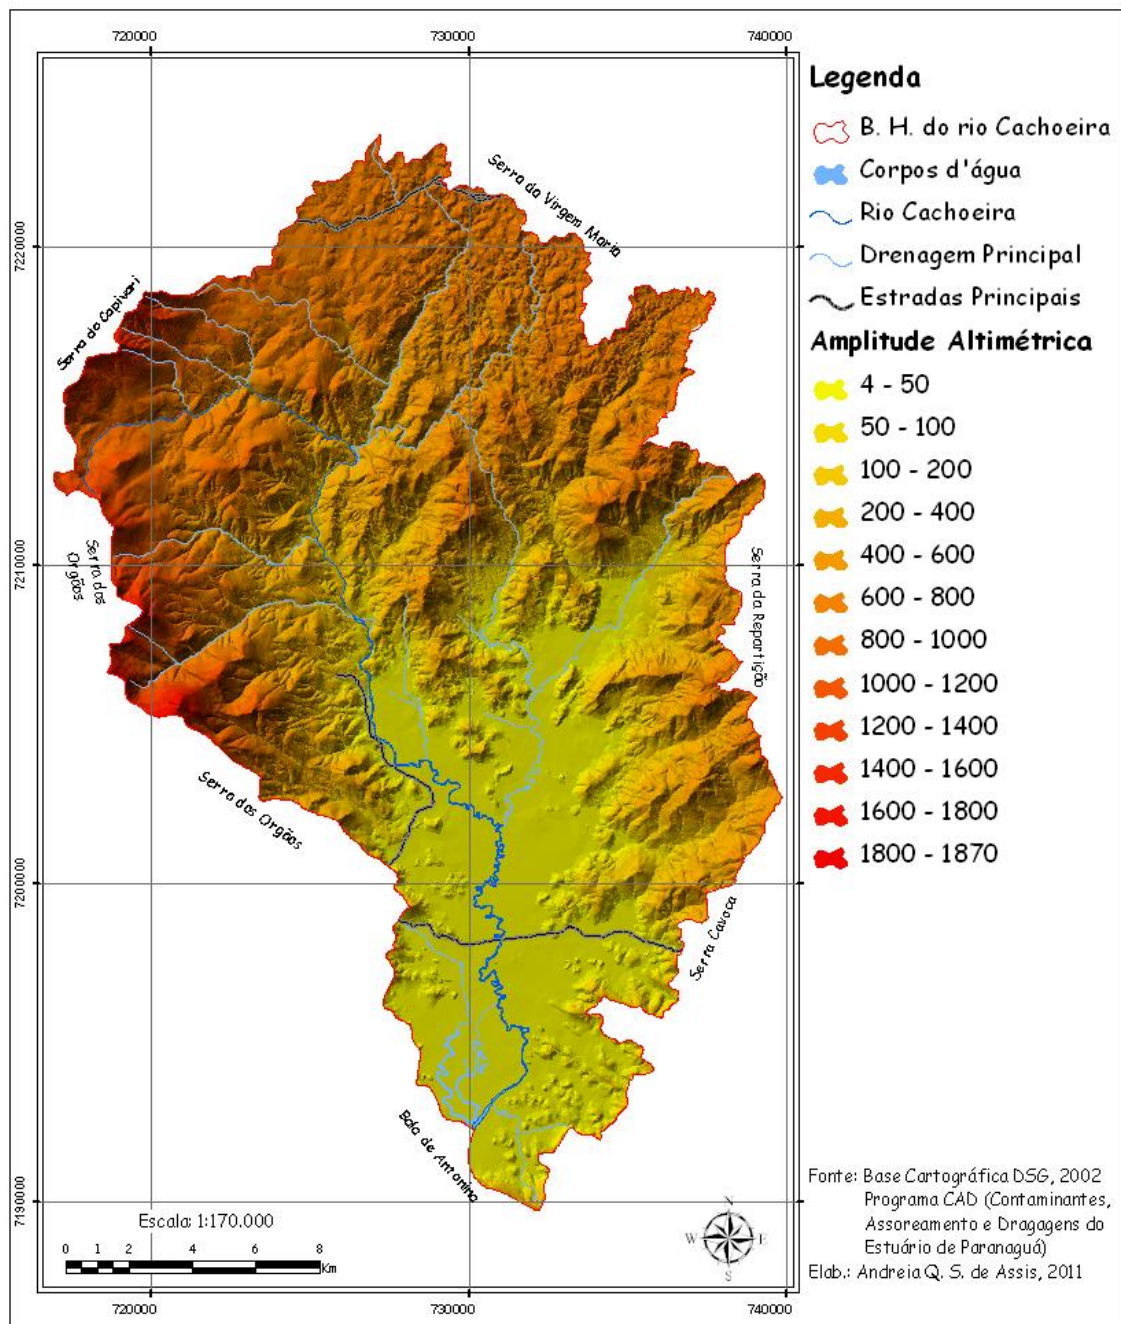 720000
730000
740000
Legenda
B. H. do rio Cachoeira
Corpos d'água
Rio Cachoeira
Drenagem Principal
Estradas Principais
Amplitude Altimétrica
4 - 50
50 - 100
100 - 200
200 - 400
400 - 600
600 - 800
800 - 1000
1000 - 1200
1200 - 1400
1400 - 1600
1600 - 1800
1800 - 1870
Serra da Virgem Maria
7220000
Serra do Capivari
7210000
Serra dos
Orgãos
Serra da Repartição
Serra dos Orgãos
7200000
Serra Cavoca
Baía de Antonina
7190000
Escala: 1:170.000
0 1 2 4 6 8
Km
N
W E
S
Fonte: Base Cartográfica DSG, 2002
Programa CAD (Contaminantes,
Assoreamento e Dragagens do
Estuário de Paranaguá)
Elab.: Andreia Q. S. de Assis, 2011
720000
730000
740000